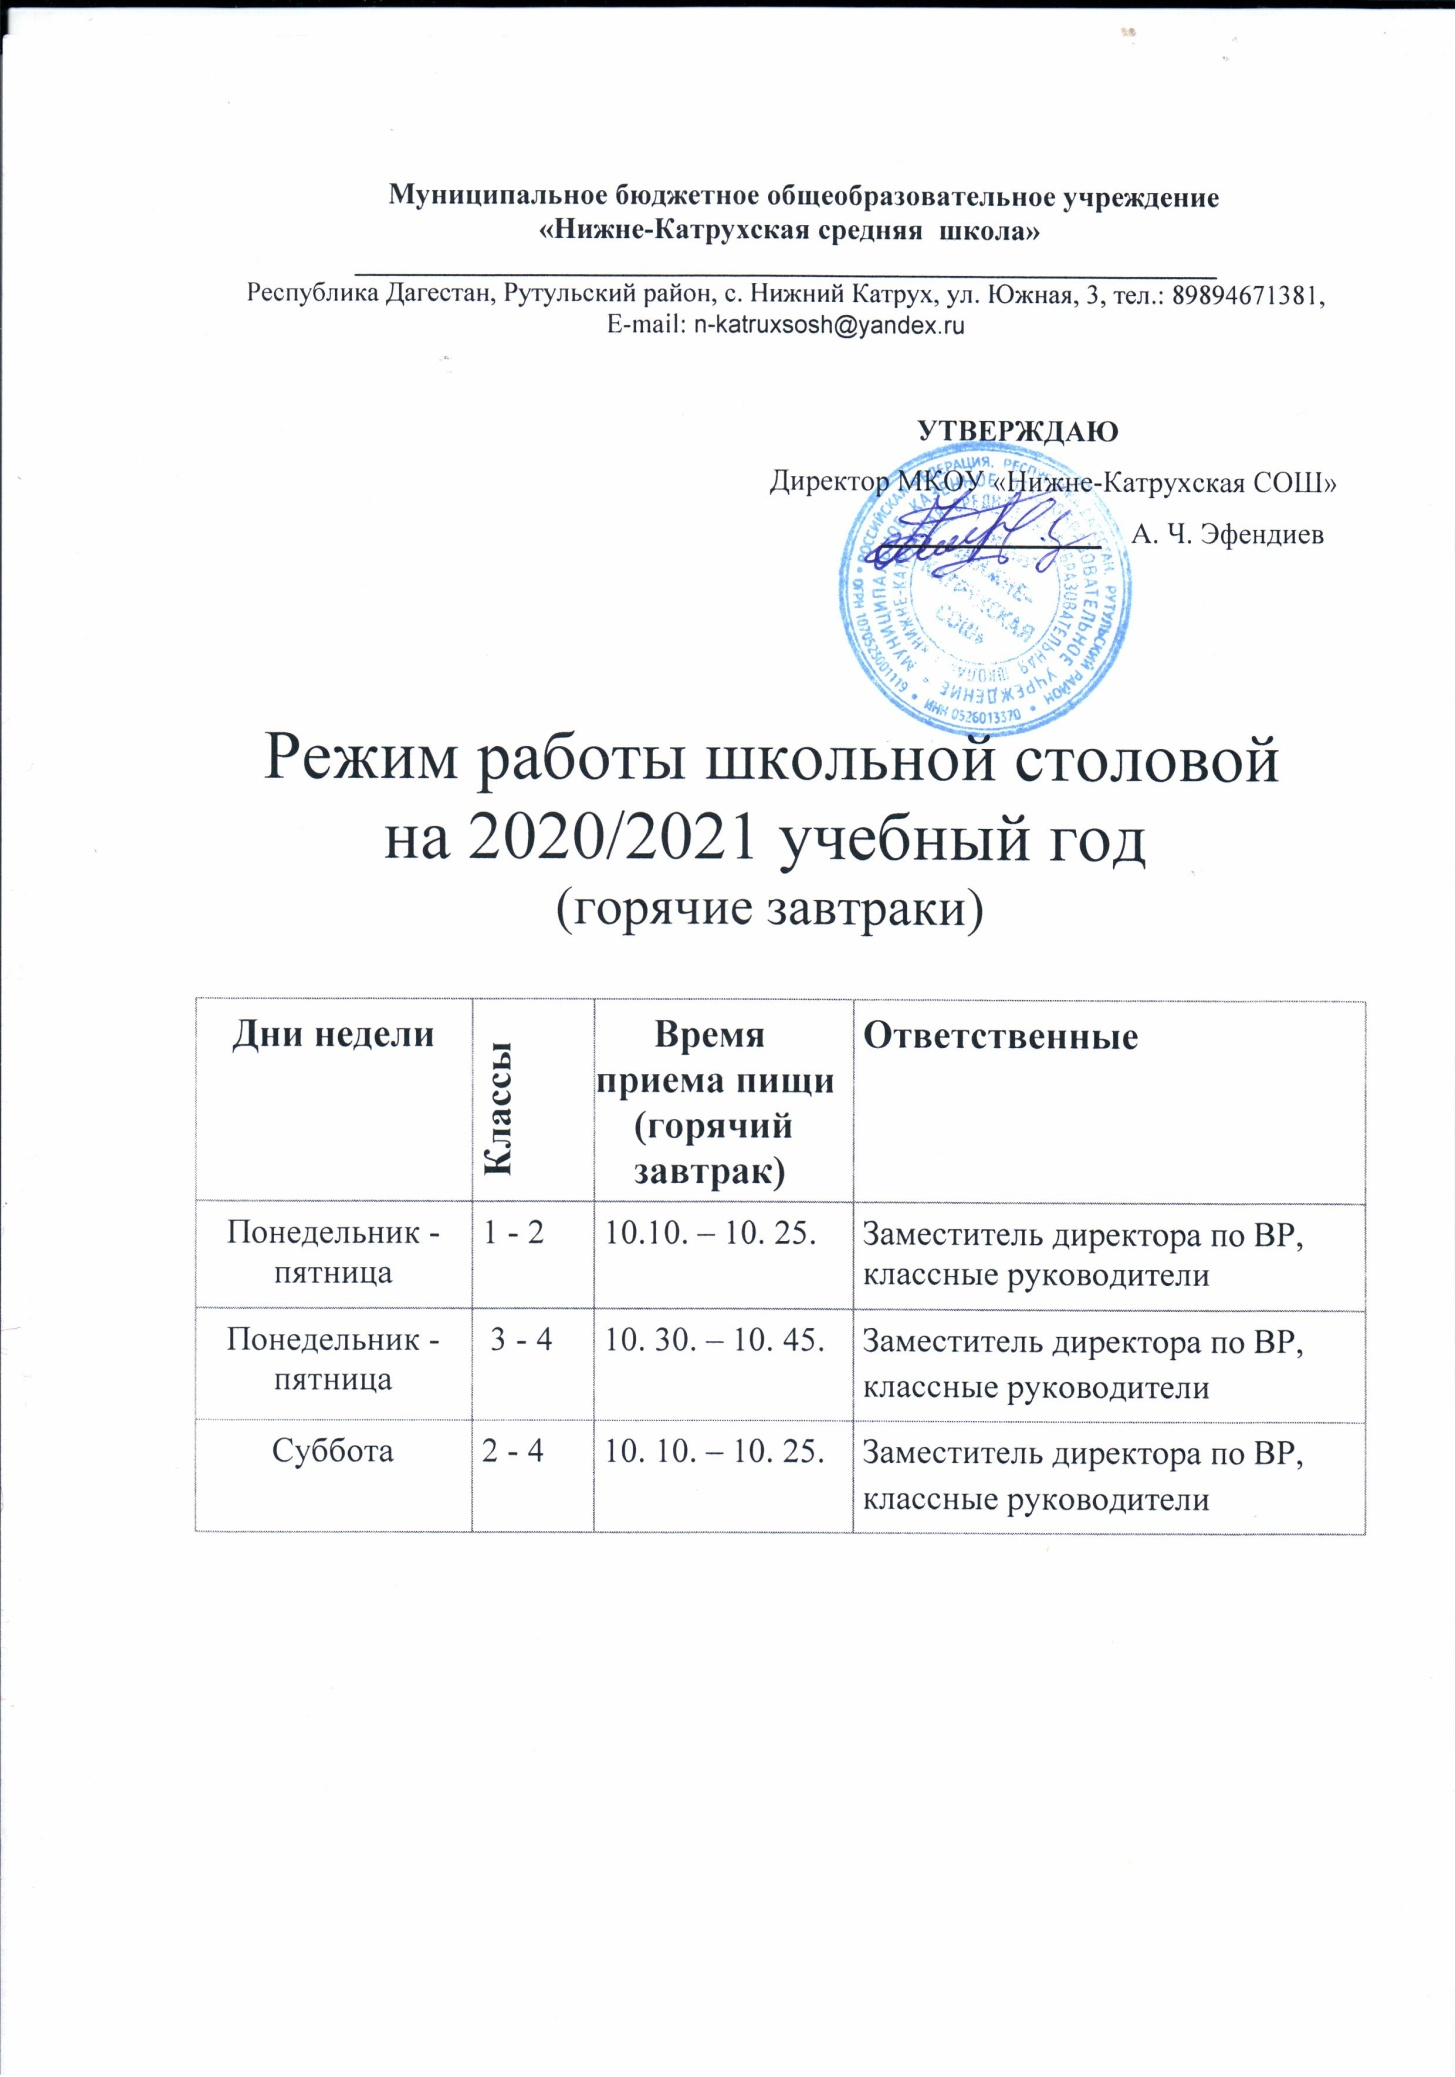 Муниципальное бюджетное общеобразовательное учреждение
«Нижне-Катрухская средняя  школа»
Республика Дагестан, Рутульский район, с. Нижний Катрух, ул. Южная, 3, тел.: 89894671381,
E-mail: n-katruxsosh@yandex.ru
УТВЕРЖДАЮ
Директор МКОУ «Нижне-Катрухская СОШ»
А. Ч. Эфендиев
ОГРН 1070523001119 • ИНН 0526013370
Режим работы школьной столовой
на 2020/2021 учебный год
(горячие завтраки)
Дни недели
Классы
Время
приема пищи
(горячий
завтрак)
Ответственные
Понедельник -
пятница
1 - 2
10.10. – 10. 25.
Заместитель директора по ВР,
классные руководители
Понедельник -
пятница
3 - 4
10. 30. – 10. 45.
Заместитель директора по ВР,
классные руководители
Суббота
2 - 4
10. 10. – 10. 25.
Заместитель директора по ВР,
классные руководители